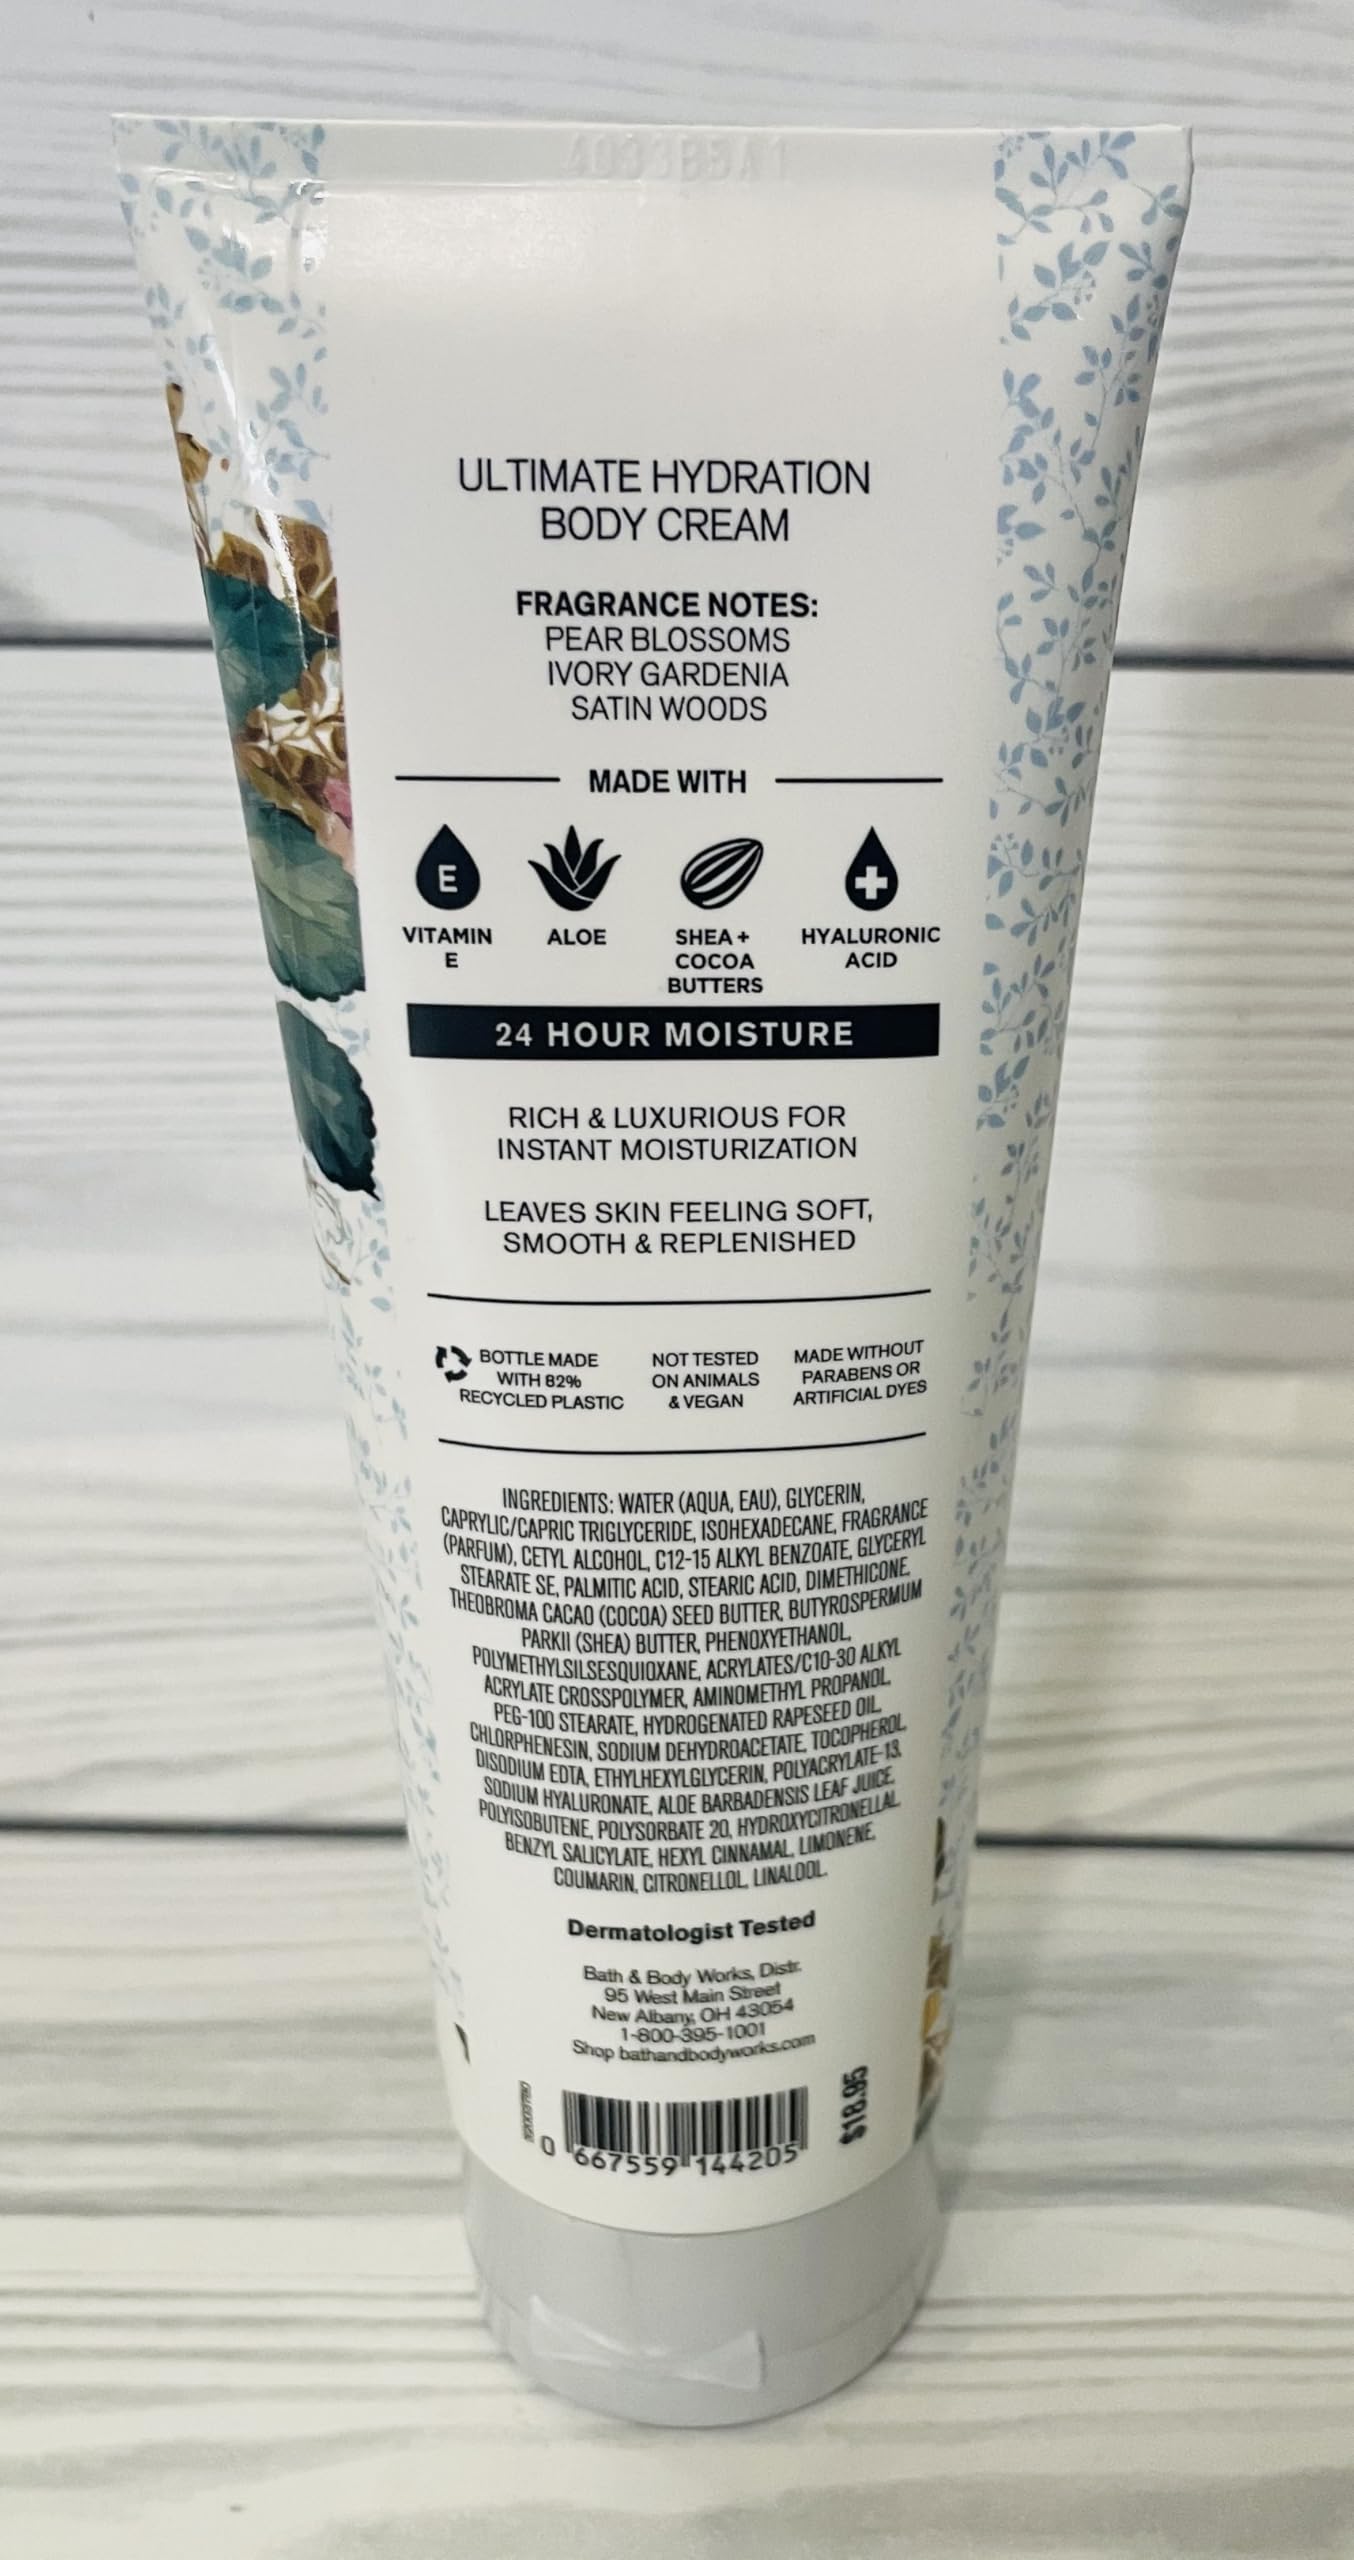 4033B5A1
ULTIMATE HYDRATION
BODY CREAM
FRAGRANCE NOTES:
PEAR BLOSSOMS
IVORY GARDENIA
SATIN WOODS
MADE WITH
E
VITAMIN
E
ALOE
SHEA +
COCOA
BUTTERS
HYALURONIC
ACID
24 HOUR MOISTURE
RICH & LUXURIOUS FOR
INSTANT MOISTURIZATION
LEAVES SKIN FEELING SOFT,
SMOOTH & REPLENISHED
BOTTLE MADE
WITH 82%
RECYCLED PLASTIC
NOT TESTED
ON ANIMALS
& VEGAN
MADE WITHOUT
PARABENS OR
ARTIFICIAL DYES
INGREDIENTS: WATER (AQUA, EAU), GLYCERIN,
CAPRYLIC/CAPRIC TRIGLYCERIDE, ISOHEXADECANE, FRAGRANCE
(PARFUM), CETYL ALCOHOL, C12-15 ALKYL BENZOATE, GLYCERYL
STEARATE SE, PALMITIC ACID, STEARIC ACID, DIMETHICONE,
THEOBROMA CACAO (COCOA) SEED BUTTER, BUTYROSPERMUM
PARKII (SHEA) BUTTER, PHENOXYETHANOL,
POLYMETHYLSILSESQUIOXANE, ACRYLATES/C10-30 ALKYL
ACRYLATE CROSSPOLYMER, AMINOMETHYL PROPANOL,
PEG-100 STEARATE, HYDROGENATED RAPESEED OIL,
CHLORPHENESIN, SODIUM DEHYDROACETATE, TOCOPHEROL,
DISODIUM EDTA, ETHYLHEXYLGLYCERIN, POLYACRYLATE-13,
SODIUM HYALURONATE, ALOE BARBADENSIS LEAF JUICE,
POLYISOBUTENE, POLYSORBATE 20, HYDROXYCITRONELLAL,
BENZYL SALICYLATE, HEXYL CINNAMAL, LIMONENE,
COUMARIN, CITRONELLOL, LINALOOL.
Dermatologist Tested
Bath & Body Works, Distr.
95 West Main Street
New Albany, OH 43054
1-800-395-1001
Shop bathandbodyworks.com
$18.95
0 667559 144205